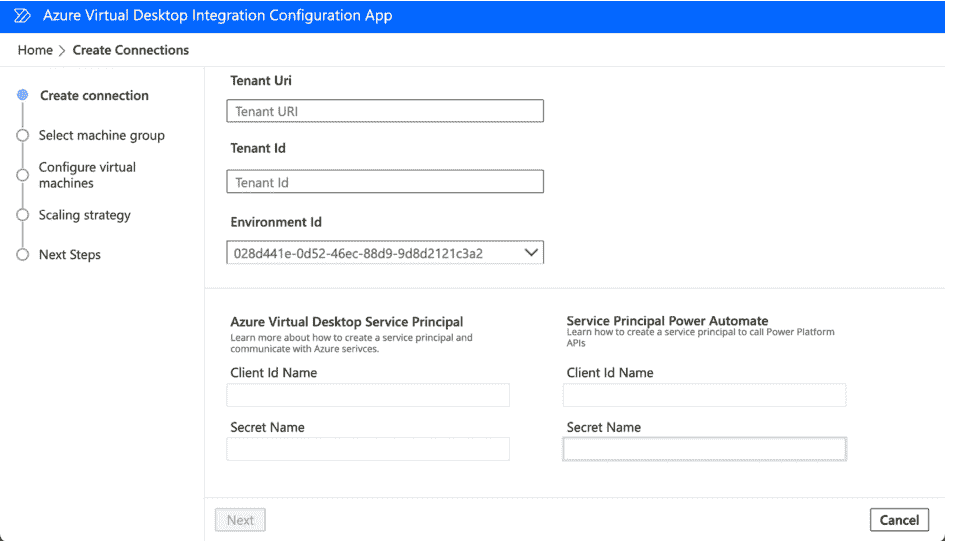 Azure Virtual Desktop Integration Configuration App
Home > Create Connections
Create connection
Select machine group
Configure virtual
machines
Scaling strategy
Next Steps
Tenant Uri
Tenant URI
Tenant Id
Tenant Id
Environment Id
028d441e-0d52-46ec-88d9-9d8d2121c3a2
Azure Virtual Desktop Service Principal
Learn more about how to create a service principal and
communicate with Azure serivces.
Client Id Name
Secret Name
Service Principal Power Automate
Learn how to create a service principal to call Power Platform
APIs
Client Id Name
Secret Name
Next
Cancel